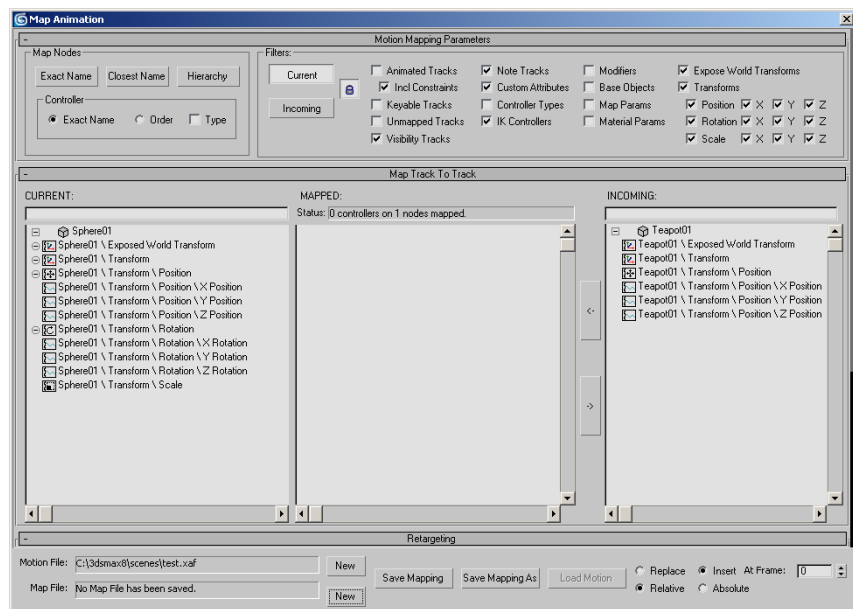 Map Animation
Motion Mapping Parameters
Map Nodes
Exact Name Closest Name Hierarchy
Controller
Exact Name Order Type
Filters:
Current
Incoming
Animated Tracks Note Tracks Modifiers Expose World Transforms
Incl Constraints Custom Attributes Base Objects Transforms
Keyable Tracks Controller Types Map Params Position X Y Z
Unmapped Tracks IK Controllers Material Params Rotation X Y Z
Visibility Tracks Scale X Y Z
Map Track To Track
CURRENT:
Sphere01
Sphere01 \ Exposed World Transform
Sphere01 \ Transform
Sphere01 \ Transform \ Position
Sphere01 \ Transform \ Position \ X Position
Sphere01 \ Transform \ Position \ Y Position
Sphere01 \ Transform \ Position \ Z Position
Sphere01 \ Transform \ Rotation
Sphere01 \ Transform \ Rotation \ X Rotation
Sphere01 \ Transform \ Rotation \ Y Rotation
Sphere01 \ Transform \ Rotation \ Z Rotation
Sphere01 \ Transform \ Scale
MAPPED:
Status: 0 controllers on 1 nodes mapped.
<-
->
INCOMING:
Teapot01
Teapot01 \ Exposed World Transform
Teapot01 \ Transform
Teapot01 \ Transform \ Position
Teapot01 \ Transform \ Position \ X Position
Teapot01 \ Transform \ Position \ Y Position
Teapot01 \ Transform \ Position \ Z Position
Retargeting
Motion File: C:\3dsmax8\scenes\test.xaf New
Map File: No Map File has been saved. New
Save Mapping Save Mapping As Load Motion
Replace Insert At Frame: 0
Relative Absolute